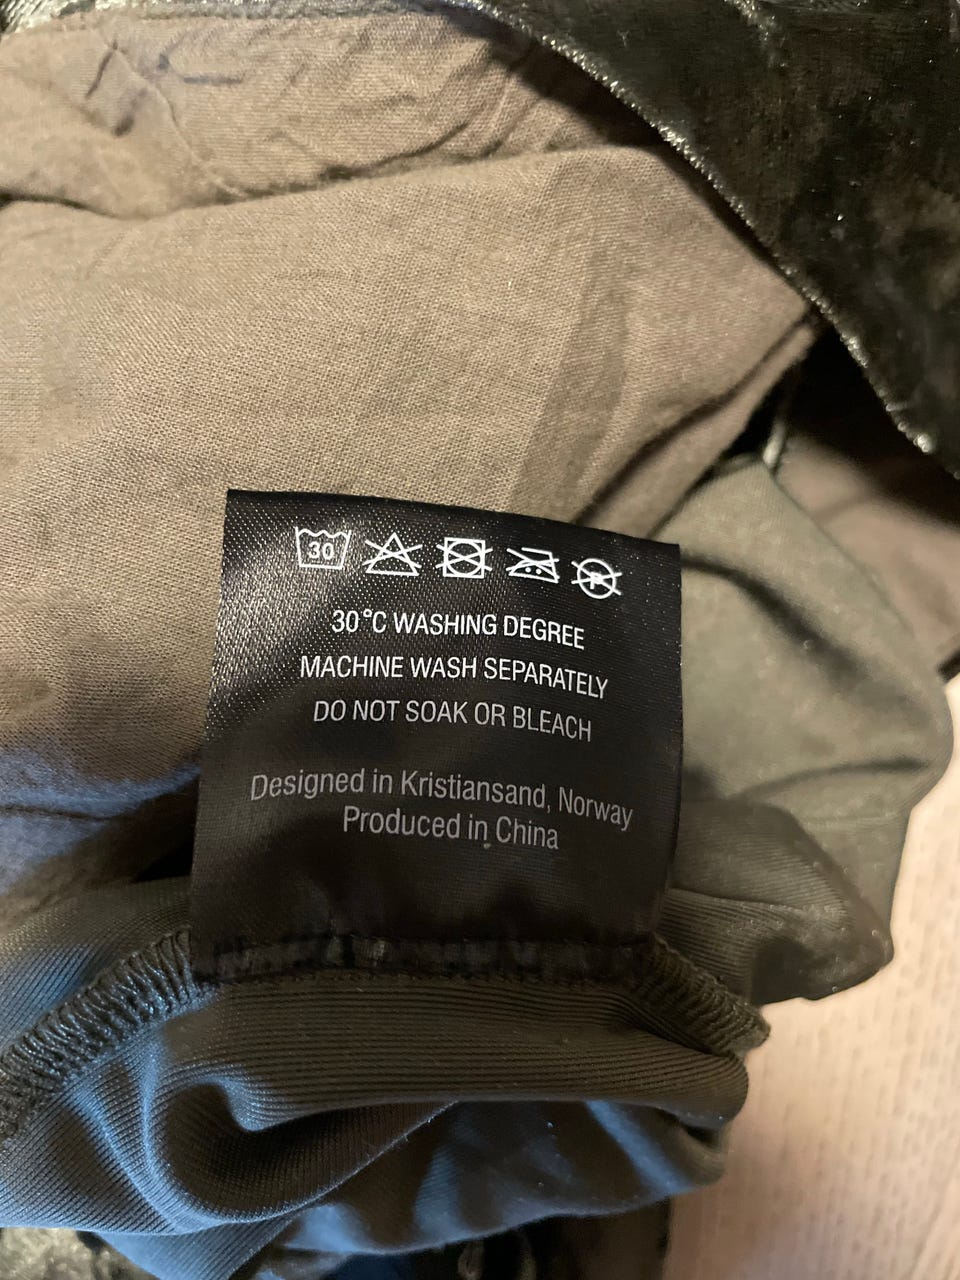 30
P
30°C WASHING DEGREE
MACHINE WASH SEPARATELY
DO NOT SOAK OR BLEACH
Designed in Kristiansand, Norway
Produced in China